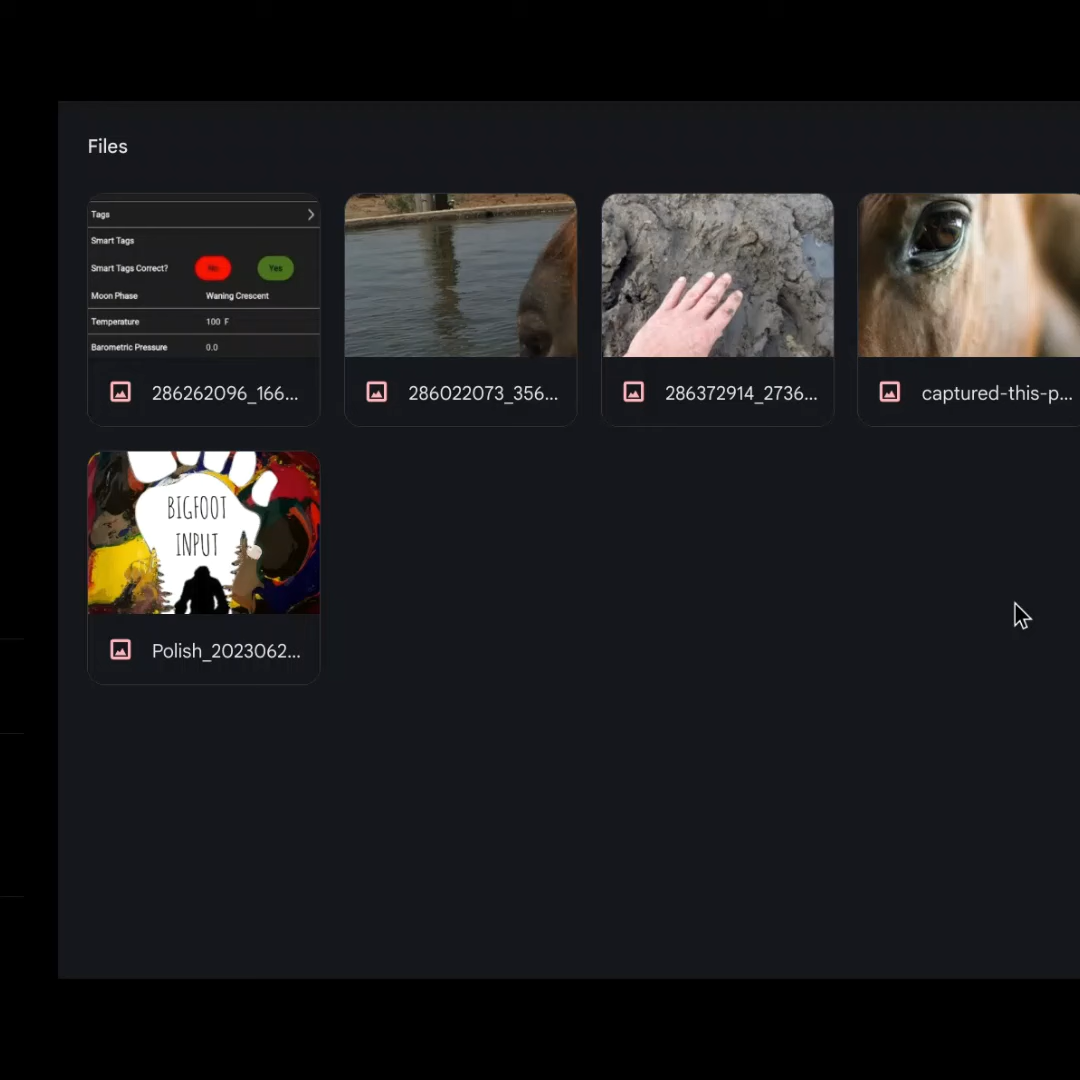 Files
Tags
Smart Tags
Smart Tags Correct? No Yes
Moon Phase Waning Crescent
Temperature 100 F
Barometric Pressure 0.0
286262096_166... 286022073_356... 286372914_2736... captured-this-p...
BIGFOOT
INPUT
Polish_2023062...